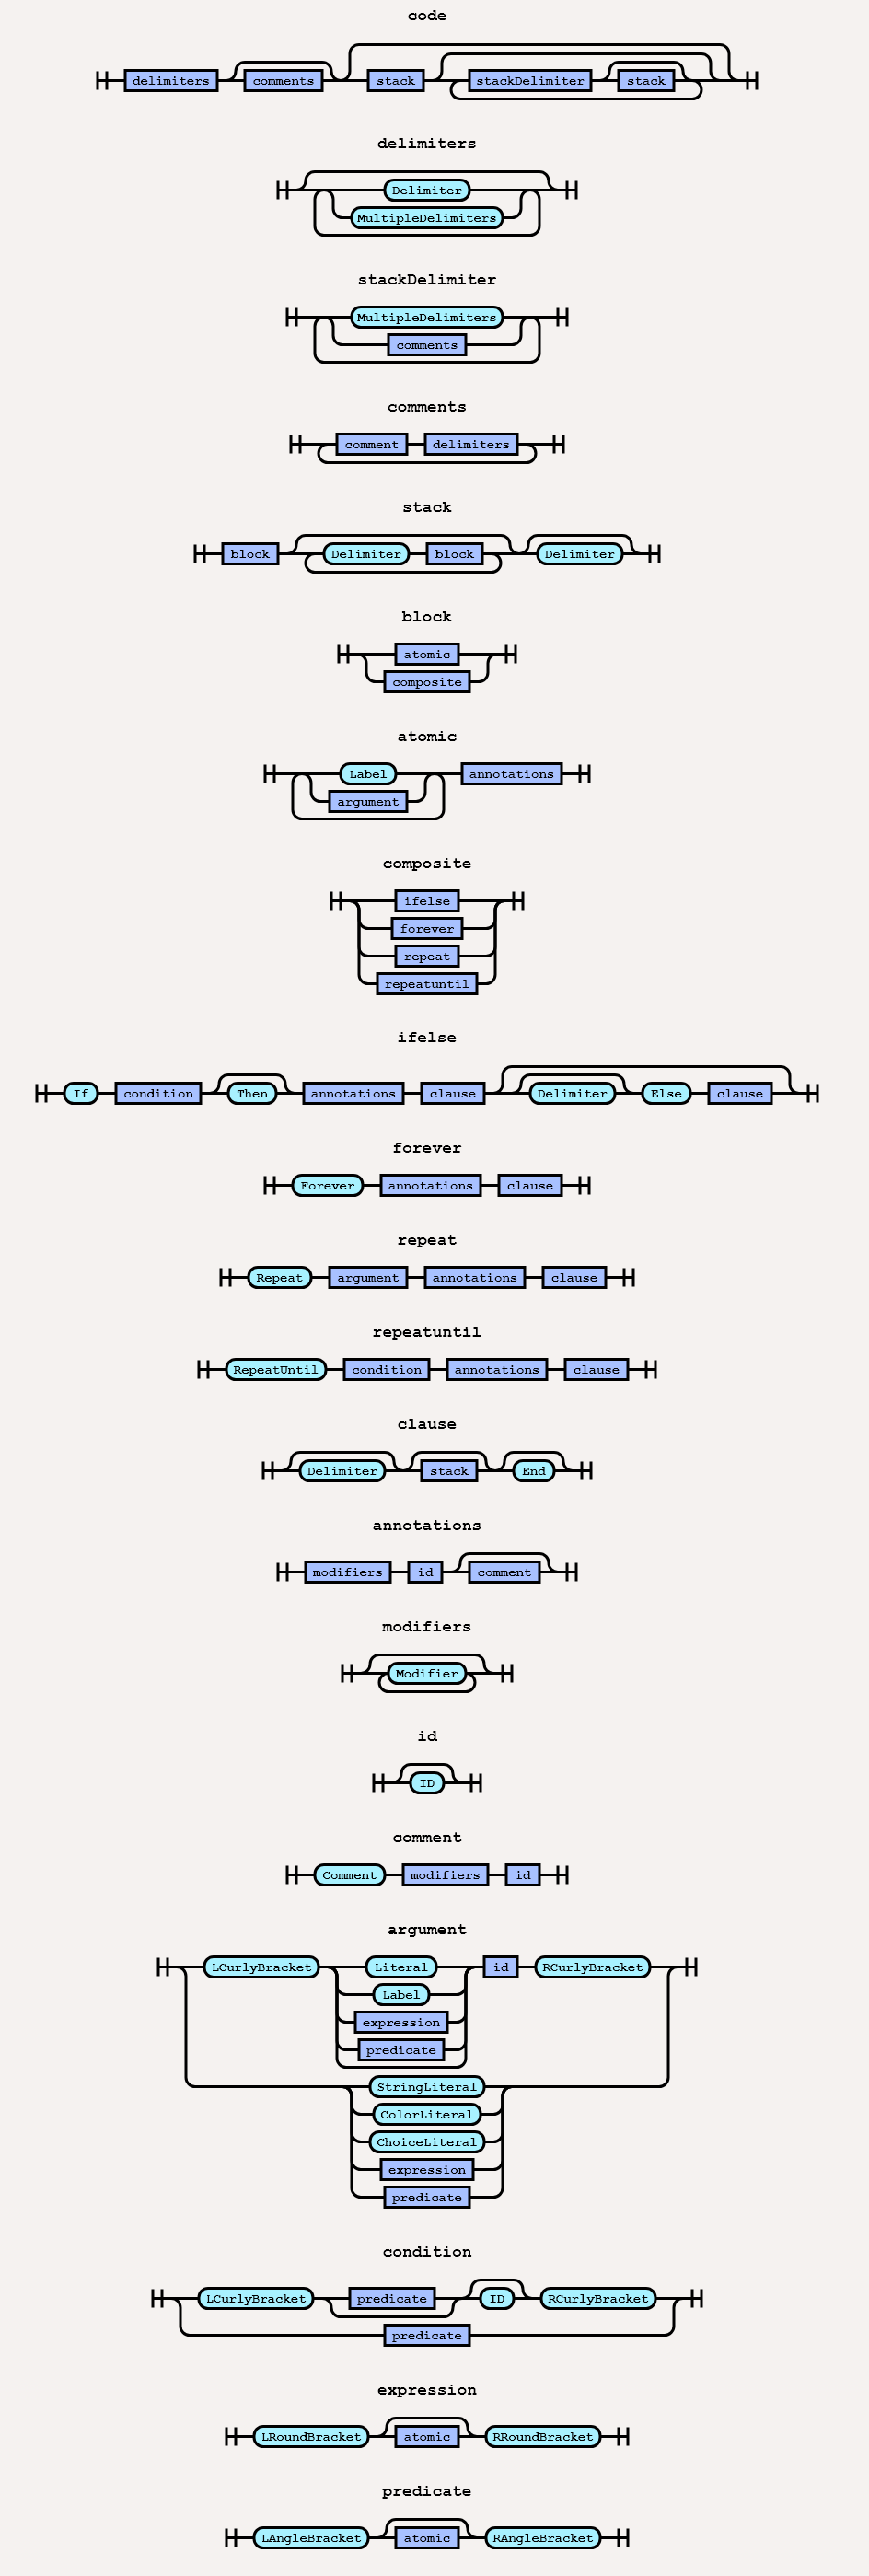 code
delimiters comments stack stackDelimiter stack
delimiters
Delimiter
MultipleDelimiters
stackDelimiter
MultipleDelimiters
comments
comments
comment delimiters
stack
block Delimiter block Delimiter
block
atomic
composite
atomic
Label annotations
argument
composite
ifelse
forever
repeat
repeatuntil
ifelse
If condition Then annotations clause Delimiter Else clause
forever
Forever annotations clause
repeat
Repeat argument annotations clause
repeatuntil
RepeatUntil condition annotations clause
clause
Delimiter stack End
annotations
modifiers id comment
modifiers
Modifier
id
ID
comment
Comment modifiers id
argument
LCurlyBracket Literal id RCurlyBracket
Label
expression
predicate
StringLiteral
ColorLiteral
ChoiceLiteral
expression
predicate
condition
LCurlyBracket predicate ID RCurlyBracket
predicate
expression
LRoundBracket atomic RRoundBracket
predicate
LAngleBracket atomic RAngleBracket